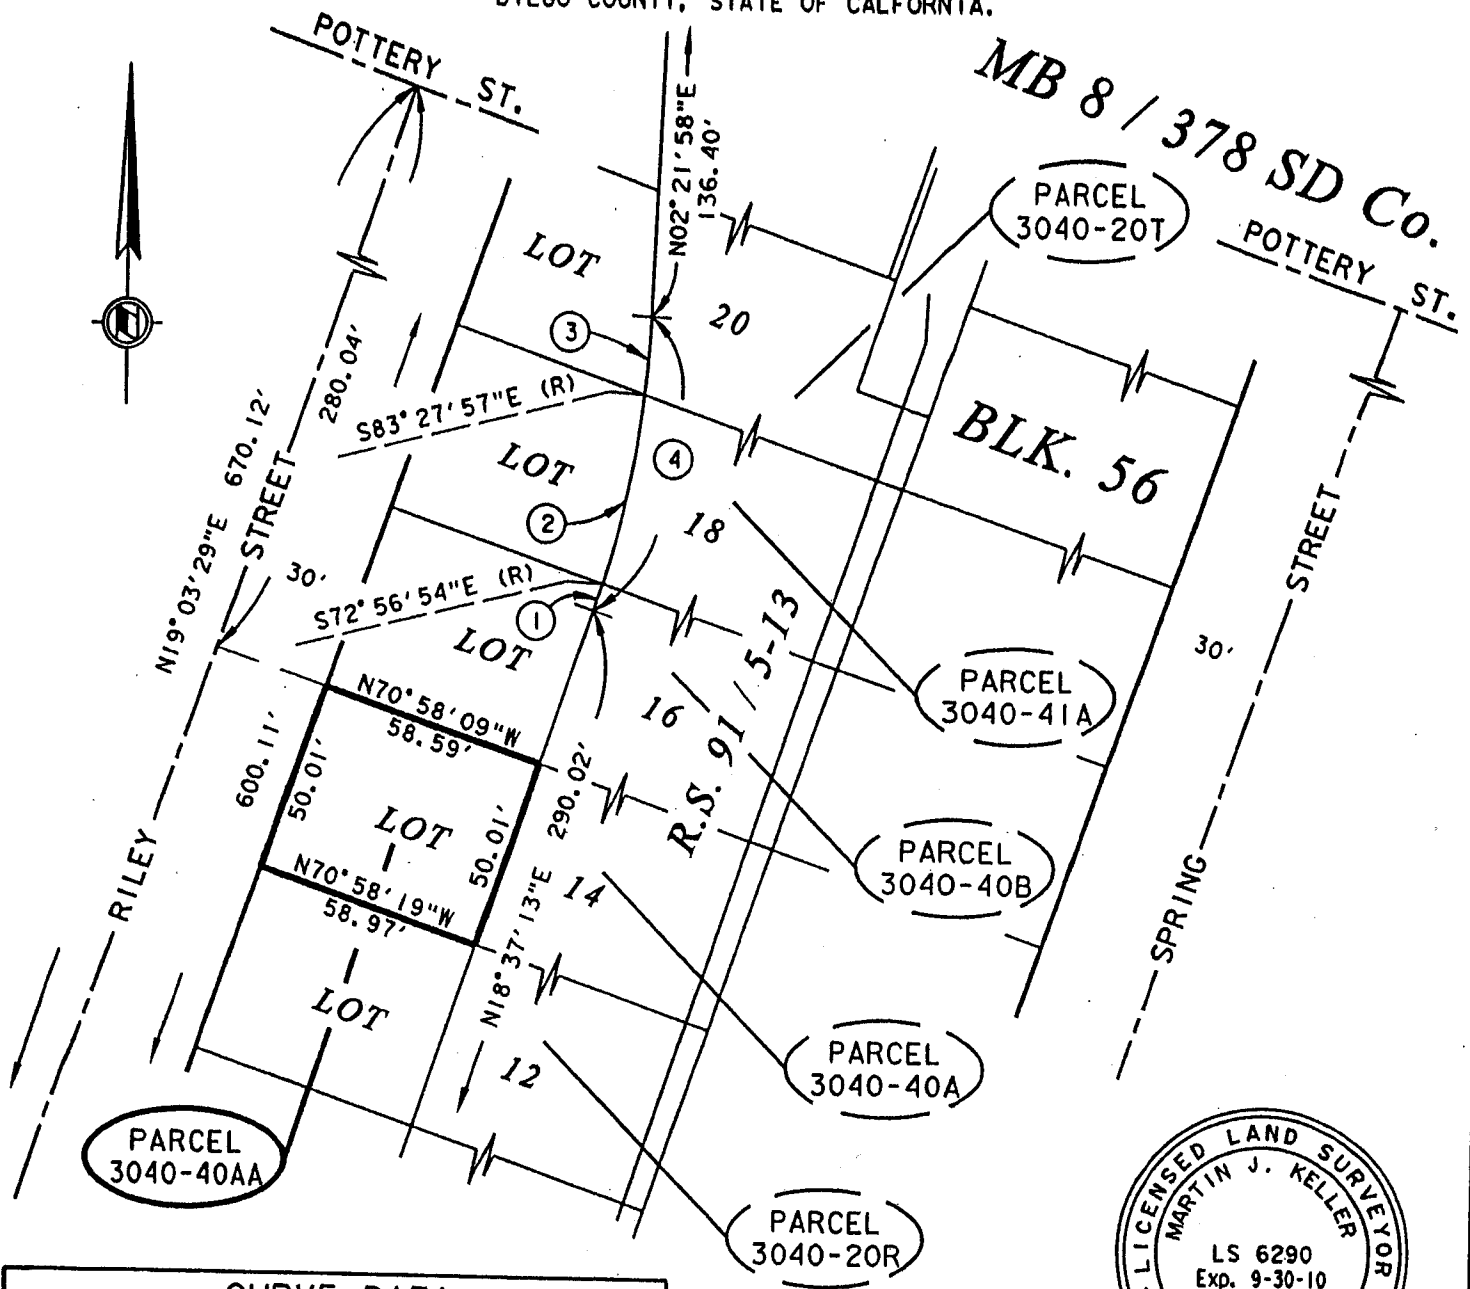 DIEGO COUNTY, STATE OF CALFORNIA.
POTTERY ST.
MB 8 / 378 SD Co.
N02°21'58"E
136.40'
PARCEL
3040-20T
POTTERY ST.
LOT
20
3
280.04'
S83°27'57"E (R)
BLK. 56
N19°03'29"E 670.12'
STREET
LOT
4
2
18
STREET
30'
S72°56'54"E (R)
1
LOT
30'
R.S. 91 / 5-13
PARCEL
3040-41A
N70°58'09"W
58.59'
16
600.11'
50.01'
LOT
50.01'
290.02'
N18°37'13"E
PARCEL
3040-40B
RILEY
N70°58'19"W
58.97'
14
SPRING
LOT
12
PARCEL
3040-40A
PARCEL
3040-40AA
PARCEL
3040-20R
LICENSED LAND SURVEYOR
MARTIN J. KELLER
LS 6290
Exp. 9-30-10
CURVE DATA